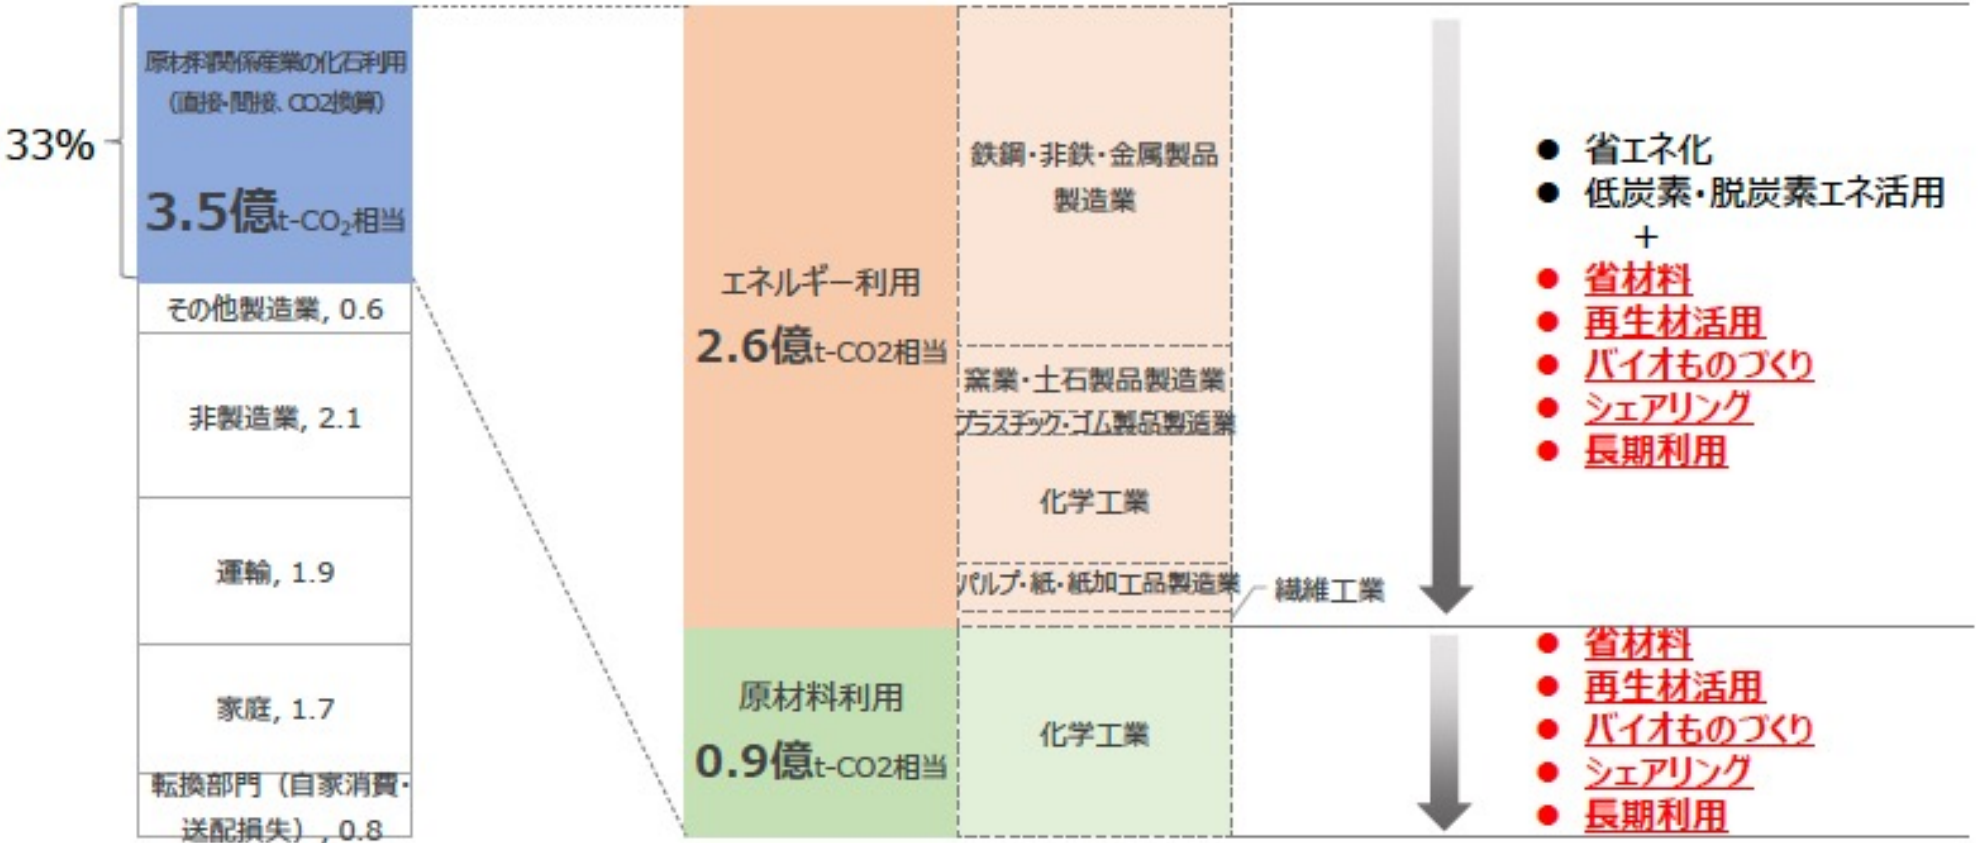 33%
原材料関係産業の化石利用
（直接・間接、CO2換算）
3.5億t-CO₂相当
その他製造業, 0.6
非製造業, 2.1
運輸, 1.9
家庭, 1.7
転換部門（自家消費・
送配損失）, 0.8
エネルギー利用
2.6億t-CO2相当
原材料利用
0.9億t-CO2相当
鉄鋼・非鉄・金属製品
製造業
窯業・土石製品製造業
プラスチック・ゴム製品製造業
化学工業
パルプ・紙・紙加工品製造業
繊維工業
化学工業
● 省エネ化
● 低炭素・脱炭素エネ活用
＋
● 省材料
● 再生材活用
● バイオものづくり
● シェアリング
● 長期利用
● 省材料
● 再生材活用
● バイオものづくり
● シェアリング
● 長期利用